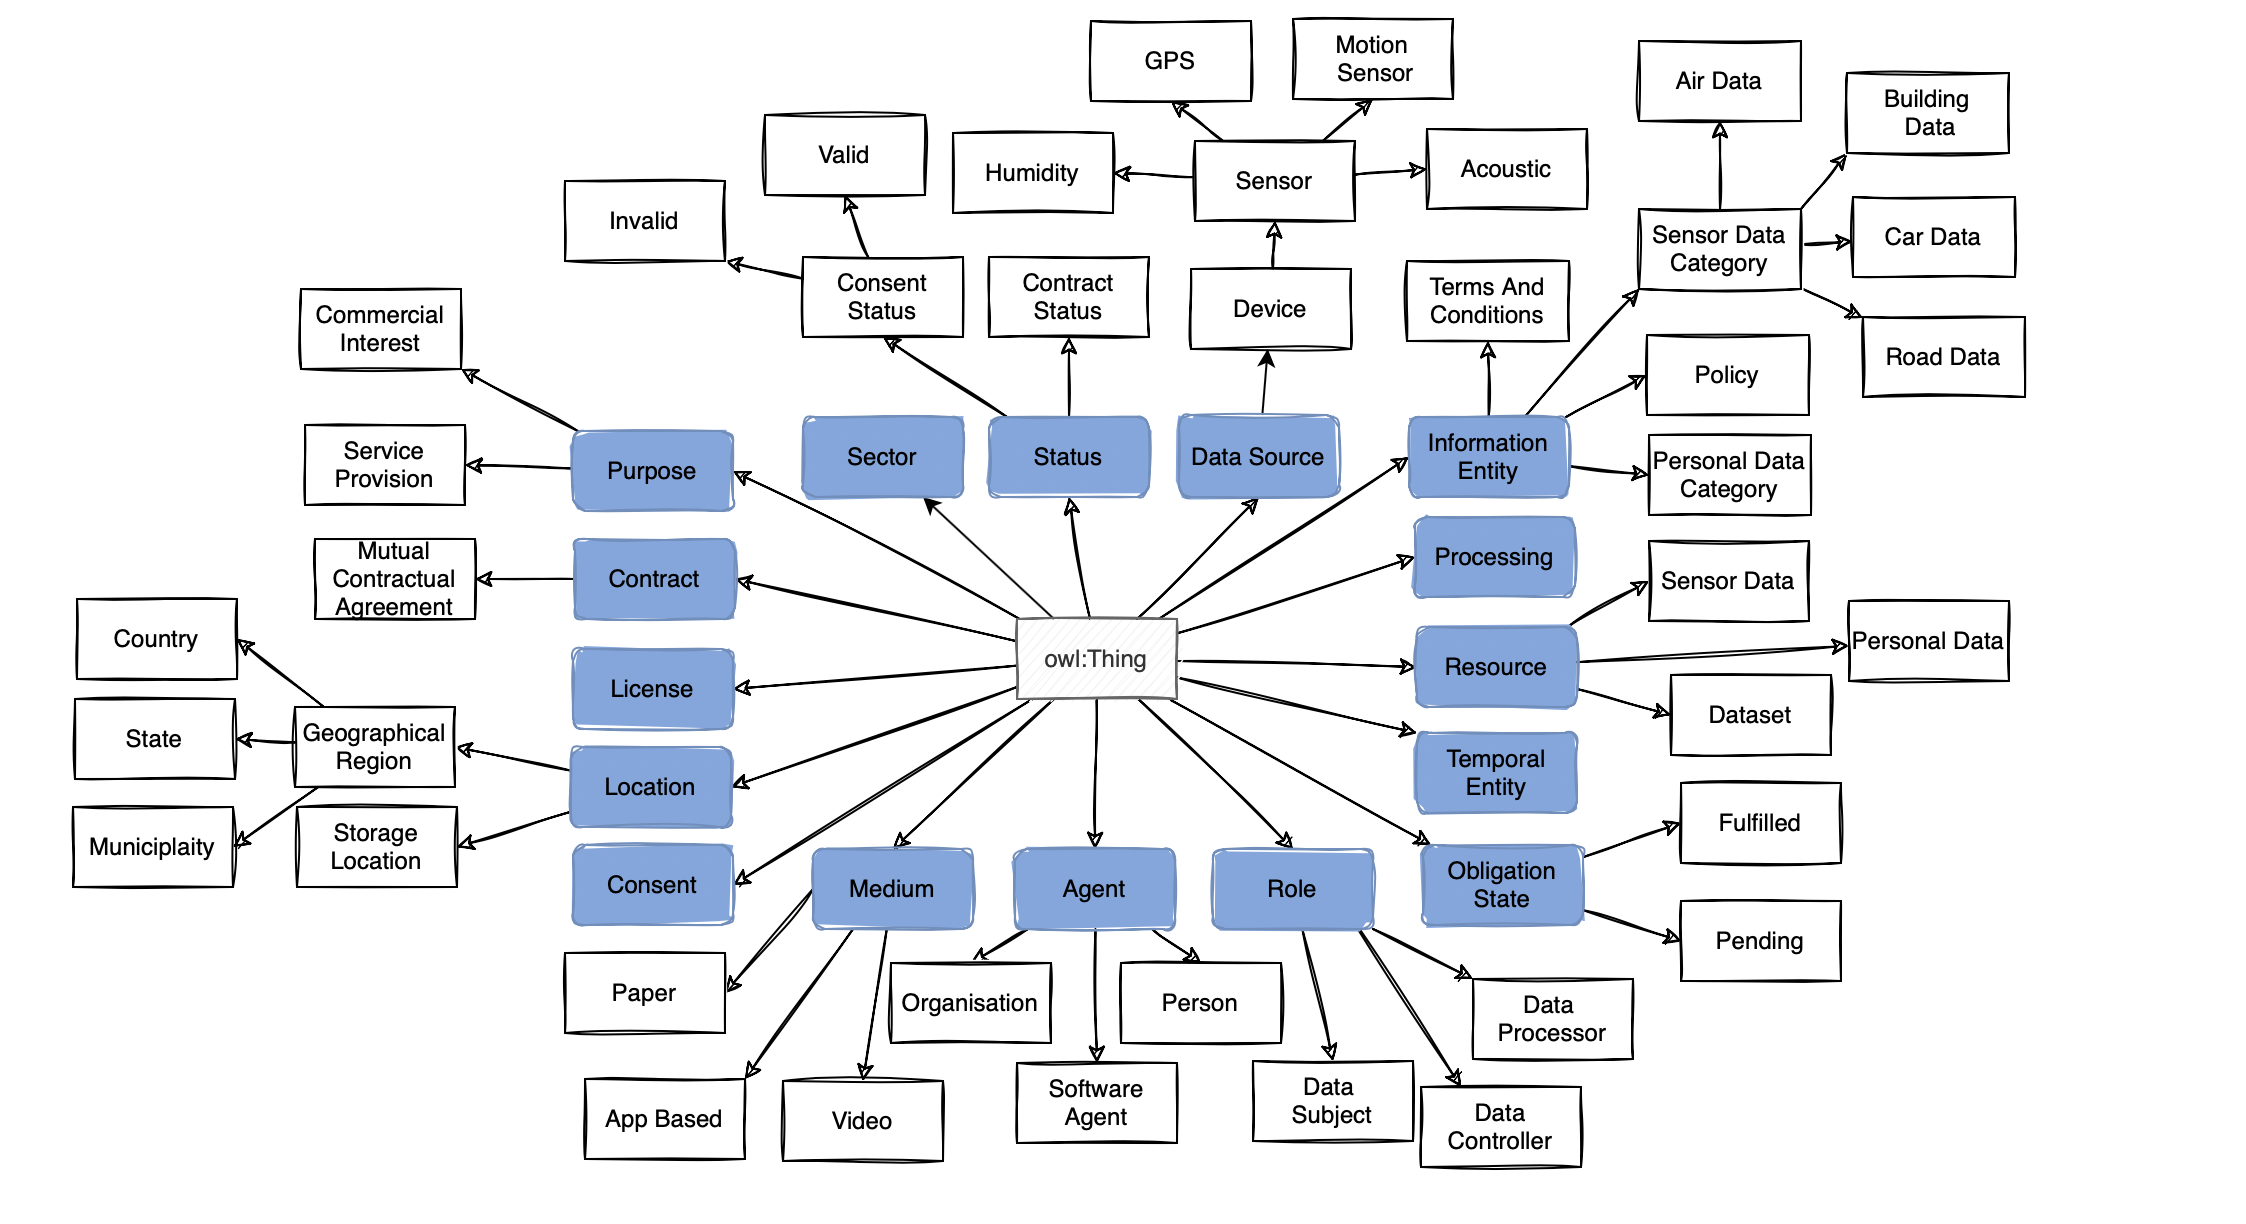 GPS
Motion
Sensor
Air Data
Building
Data
Valid
Humidity
Sensor
Acoustic
Invalid
Sensor Data
Category
Car Data
Consent
Status
Contract
Status
Device
Terms And
Conditions
Commercial
Interest
Road Data
Policy
Service
Provision
Purpose
Sector
Status
Data Source
Information
Entity
Personal Data
Category
Mutual
Contractual
Agreement
Contract
Processing
Sensor Data
Country
owl:Thing
Resource
Personal Data
License
State
Geographical
Region
Dataset
Location
Temporal
Entity
Municiplaity
Storage
Location
Fulfilled
Consent
Medium
Agent
Role
Obligation
State
Pending
Paper
Organisation
Person
Data
Processor
App Based
Video
Software
Agent
Data
Subject
Data
Controller